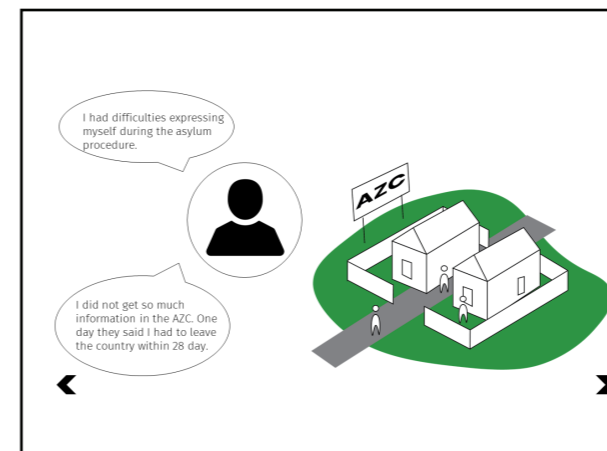 I had difficulties expressing
myself during the asylum
procedure.
AZC
I did not get so much
information in the AZC. One
day they said I had to leave
the country within 28 day.